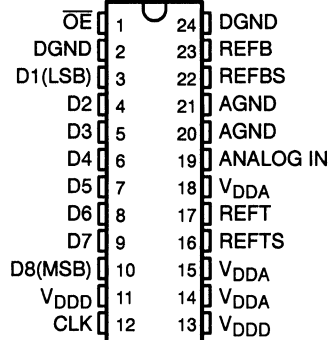 OE 1 24 DGND
DGND 2 23 REFB
D1(LSB) 3 22 REFBS
D2 4 21 AGND
D3 5 20 AGND
D4 6 19 ANALOG IN
D5 7 18 VDDA
D6 8 17 REFT
D7 9 16 REFTS
D8(MSB) 10 15 VDDA
VDDD 11 14 VDDA
CLK 12 13 VDDD